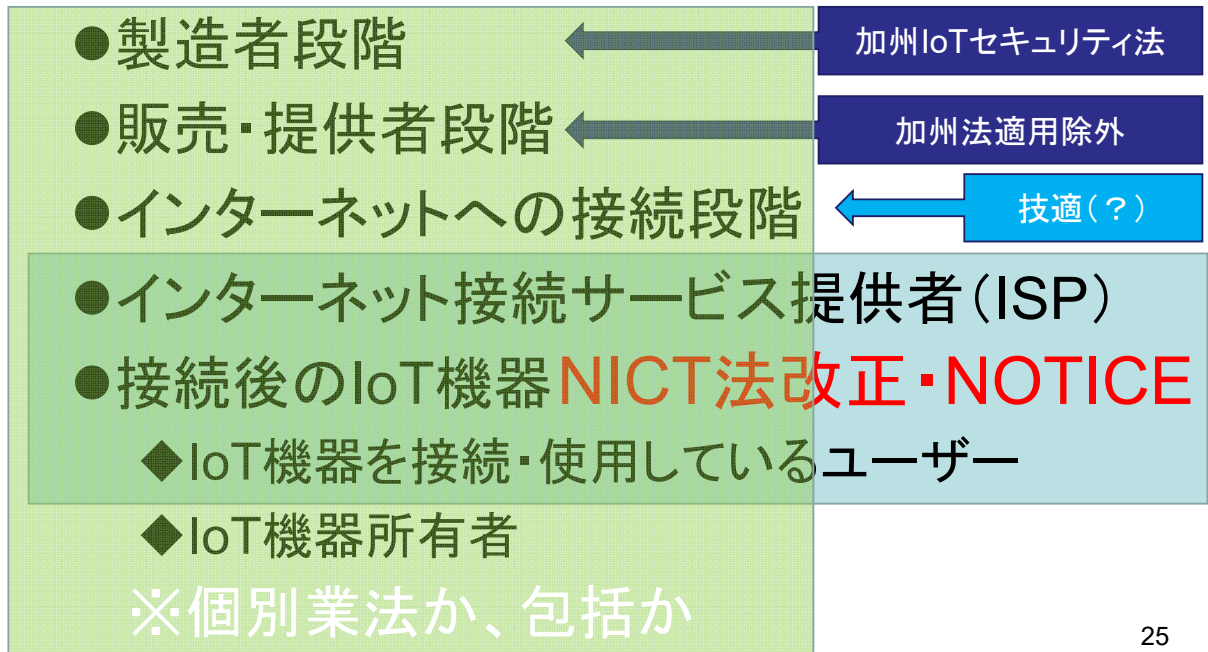 ●製造者段階
加州IoTセキュリティ法
●販売・提供者段階
加州法適用除外
●インターネットへの接続段階
技適(?)
●インターネット接続サービス提供者(ISP)
●接続後のIoT機器NICT法改正・NOTICE
◆IoT機器を接続・使用しているユーザー
◆IoT機器所有者
※個別業法か、包括か
25